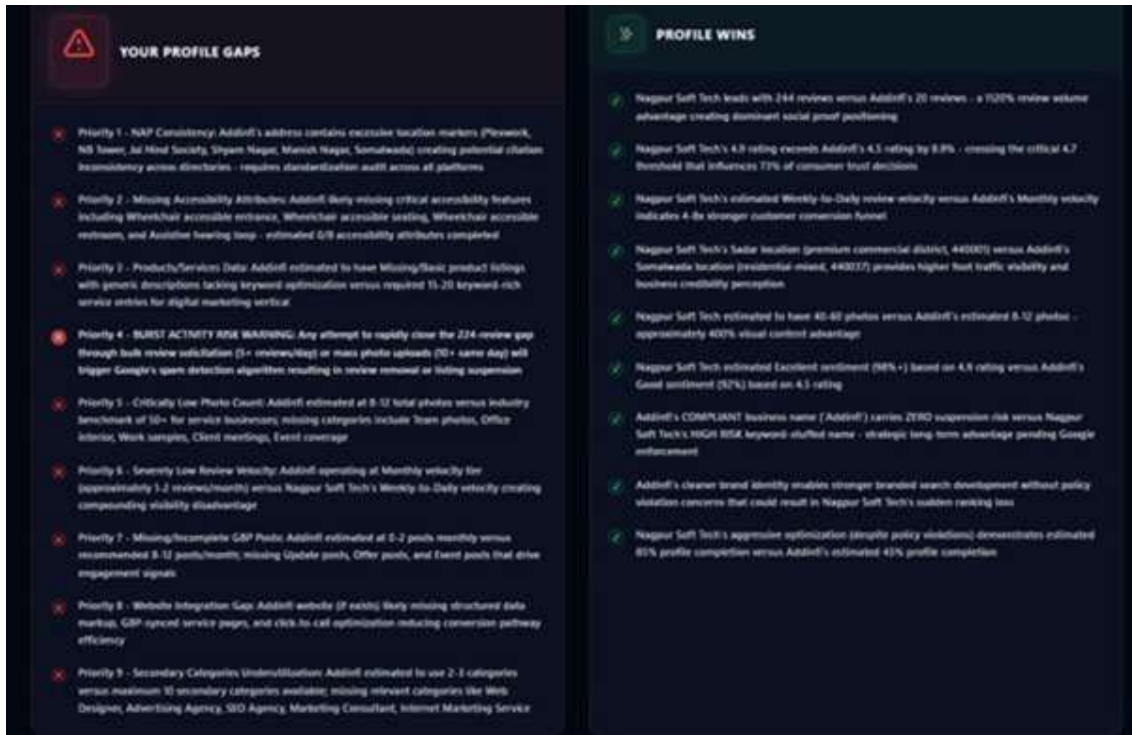 YOUR PROFILE GAPS
Priority 1 - NAP Consistency: Addinfi's address contains excessive location markers (Plexwork,
NB Tower, Jai Hind Society, Shyam Nagar, Manish Nagar, Somalwada) creating potential citation
inconsistency across directories - requires standardization audit across all platforms
Priority 2 - Missing Accessibility Attributes: Addinfi likely missing critical accessibility features
including Wheelchair accessible entrance, Wheelchair accessible seating, Wheelchair accessible
restroom, and Assistive hearing loop - estimated 0/8 accessibility attributes completed
Priority 3 - Products/Services Data: Addinfi estimated to have Missing/Basic product listings
with generic descriptions lacking keyword optimization versus required 15-20 keyword-rich
service entries for digital marketing vertical
Priority 4 - BURST ACTIVITY RISK WARNING: Any attempt to rapidly close the 224-review gap
through bulk review solicitation (5+ reviews/day) or mass photo uploads (10+ same day) will
trigger Google's spam detection algorithm resulting in review removal or listing suspension
Priority 5 - Critically Low Photo Count: Addinfi estimated at 8-12 total photos versus industry
benchmark of 50+ for service businesses; missing categories include Team photos, Office
interior, Work samples, Client meetings, Event coverage
Priority 6 - Severely Low Review Velocity: Addinfi operating at Monthly velocity tier
(approximately 1-2 reviews/month) versus Nagpur Soft Tech's Weekly-to-Daily velocity creating
compounding visibility disadvantage
Priority 7 - Missing/Incomplete GBP Posts: Addinfi estimated at 0-2 posts monthly versus
recommended 8-12 posts/month; missing Update posts, Offer posts, and Event posts that drive
engagement signals
Priority 8 - Website Integration Gap: Addinfi website (if exists) likely missing structured data
markup, GBP-synced service pages, and click-to-call optimization reducing conversion pathway
efficiency
Priority 9 - Secondary Categories Underutilization: Addinfi estimated to use 2-3 categories
versus maximum 10 secondary categories available; missing relevant categories like Web
Designer, Advertising Agency, SEO Agency, Marketing Consultant, Internet Marketing Service
PROFILE WINS
Nagpur Soft Tech leads with 244 reviews versus Addinfi's 20 reviews - a 1120% review volume
advantage creating dominant social proof positioning
Nagpur Soft Tech's 4.9 rating exceeds Addinfi's 4.5 rating by 8.9% - crossing the critical 4.7
threshold that influences 73% of consumer trust decisions
Nagpur Soft Tech's estimated Weekly-to-Daily review velocity versus Addinfi's Monthly velocity
indicates 4-8x stronger customer conversion funnel
Nagpur Soft Tech's Sadar location (premium commercial district, 440001) versus Addinfi's
Somalwada location (residential-mixed, 440037) provides higher foot traffic visibility and
business credibility perception
Nagpur Soft Tech estimated to have 40-60 photos versus Addinfi's estimated 8-12 photos -
approximately 400% visual content advantage
Nagpur Soft Tech estimated Excellent sentiment (98%+) based on 4.9 rating versus Addinfi's
Good sentiment (92%) based on 4.5 rating
Addinfi's COMPLIANT business name ('Addinfi') carries ZERO suspension risk versus Nagpur
Soft Tech's HIGH RISK keyword-stuffed name - strategic long-term advantage pending Google
enforcement
Addinfi's cleaner brand identity enables stronger branded search development without policy
violation concerns that could result in Nagpur Soft Tech's sudden ranking loss
Nagpur Soft Tech's aggressive optimization (despite policy violations) demonstrates estimated
85% profile completion versus Addinfi's estimated 45% profile completion